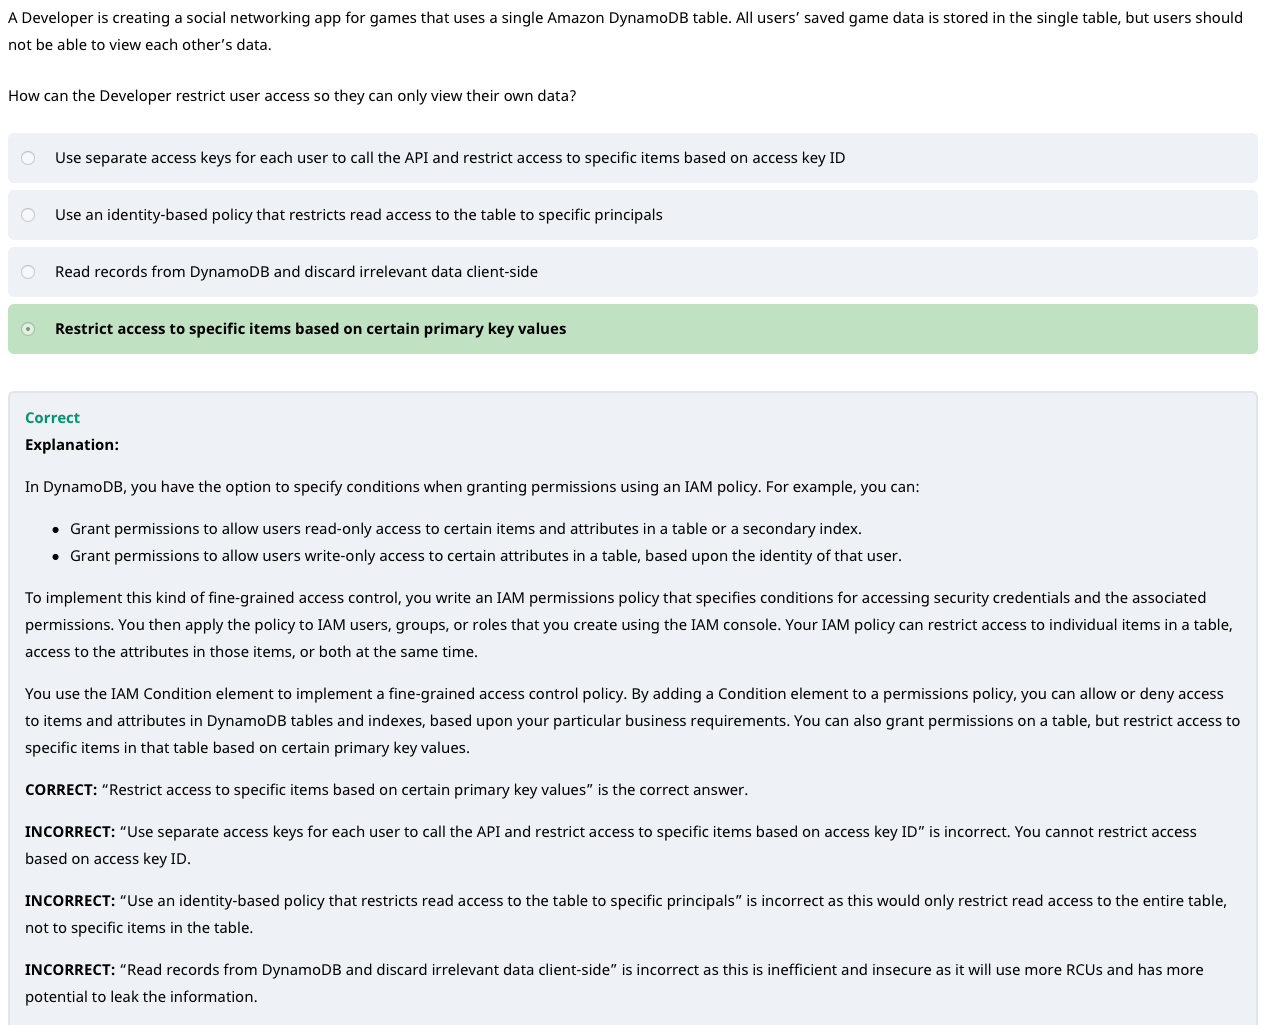 A Developer is creating a social networking app for games that uses a single Amazon DynamoDB table. All users’ saved game data is stored in the single table, but users should
not be able to view each other’s data.
How can the Developer restrict user access so they can only view their own data?
Use separate access keys for each user to call the API and restrict access to specific items based on access key ID
Use an identity-based policy that restricts read access to the table to specific principals
Read records from DynamoDB and discard irrelevant data client-side
Restrict access to specific items based on certain primary key values
Correct
Explanation:
In DynamoDB, you have the option to specify conditions when granting permissions using an IAM policy. For example, you can:
• Grant permissions to allow users read-only access to certain items and attributes in a table or a secondary index.
• Grant permissions to allow users write-only access to certain attributes in a table, based upon the identity of that user.
To implement this kind of fine-grained access control, you write an IAM permissions policy that specifies conditions for accessing security credentials and the associated
permissions. You then apply the policy to IAM users, groups, or roles that you create using the IAM console. Your IAM policy can restrict access to individual items in a table,
access to the attributes in those items, or both at the same time.
You use the IAM Condition element to implement a fine-grained access control policy. By adding a Condition element to a permissions policy, you can allow or deny access
to items and attributes in DynamoDB tables and indexes, based upon your particular business requirements. You can also grant permissions on a table, but restrict access to
specific items in that table based on certain primary key values.
CORRECT: “Restrict access to specific items based on certain primary key values” is the correct answer.
INCORRECT: “Use separate access keys for each user to call the API and restrict access to specific items based on access key ID” is incorrect. You cannot restrict access
based on access key ID.
INCORRECT: “Use an identity-based policy that restricts read access to the table to specific principals” is incorrect as this would only restrict read access to the entire table,
not to specific items in the table.
INCORRECT: “Read records from DynamoDB and discard irrelevant data client-side” is incorrect as this is inefficient and insecure as it will use more RCUs and has more
potential to leak the information.